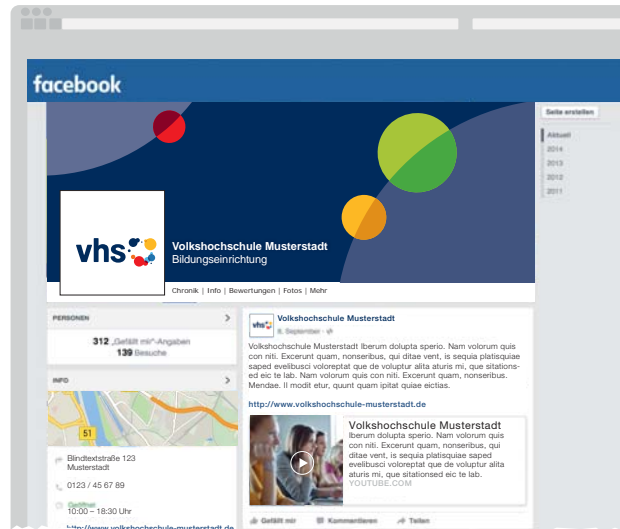 facebook
Seite erstellen
Aktuell
2014
2013
2012
2011
vhs
Volkshochschule Musterstadt
Bildungseinrichtung
Chronik | Info | Bewertungen | Fotos | Mehr
PERSONEN
312 „Gefällt mir“-Angaben
139 Besuche
INFO
51
Blindtextstraße 123
Musterstadt
0123 / 45 67 89
Geöffnet
10:00 – 18:30 Uhr
http://www.volkshochschule-musterstadt.de
vhs
Volkshochschule Musterstadt
8. September
Volkshochschule Musterstadt Iberum dolupta sperio. Nam volorum quis
con niti. Excerunt quam, nonseribus, qui ditae vent, is sequia platisquiae
saped evelibusci voloreptat que de voluptur alita aturis mi, que sitations-
ed eic te lab. Nam volorum quis con niti. Excerunt quam, nonseribus.
Mendae. Il modit etur, quunt quam ipitat quiae eictias.
http://www.volkshochschule-musterstadt.de
Volkshochschule Musterstadt
Iberum dolupta sperio. Nam volorum quis
con niti. Excerunt quam, nonseribus, qui
ditae vent, is sequia platisquiae saped
evelibusci voloreptat que de voluptur alita
aturis mi, que sitationsed eic te lab.
YOUTUBE.COM
Gefällt mir
Kommentieren
Teilen